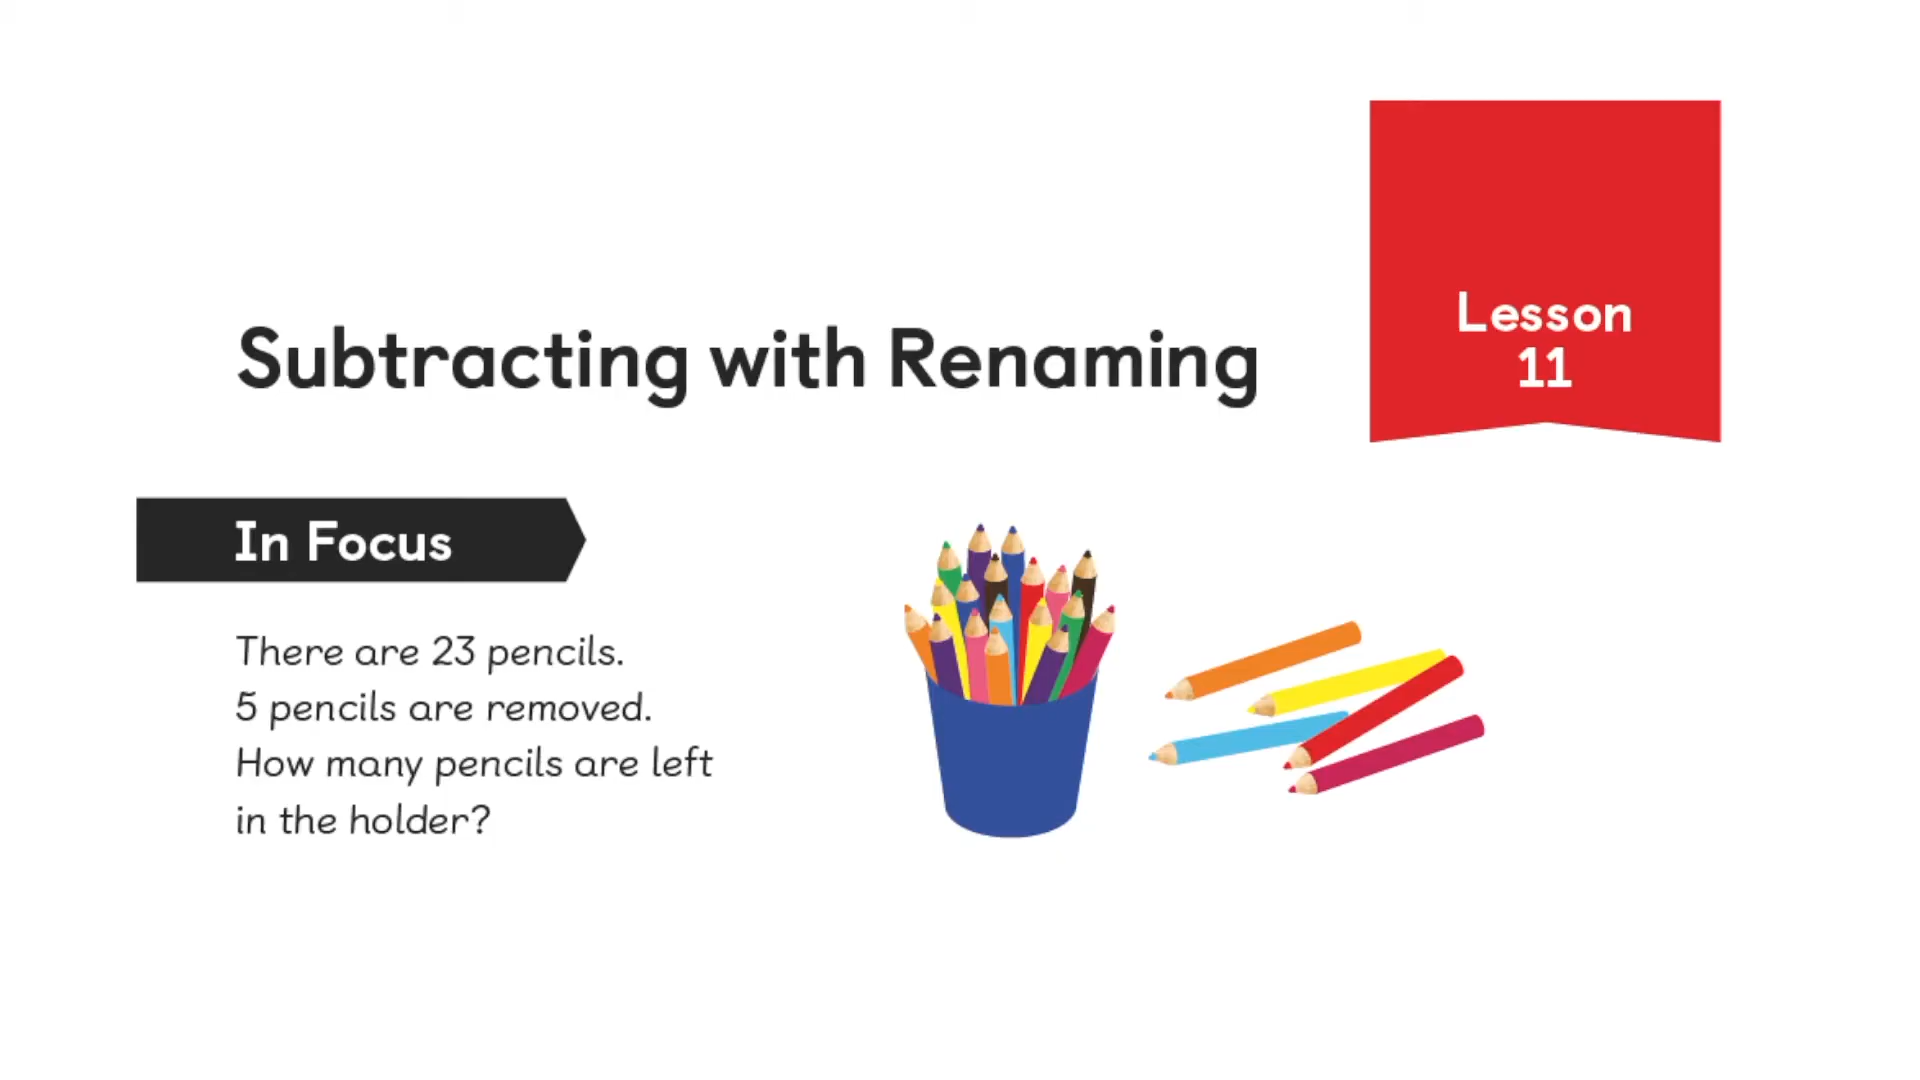 Lesson
11
Subtracting with Renaming
In Focus
There are 23 pencils.
5 pencils are removed.
How many pencils are left
in the holder?